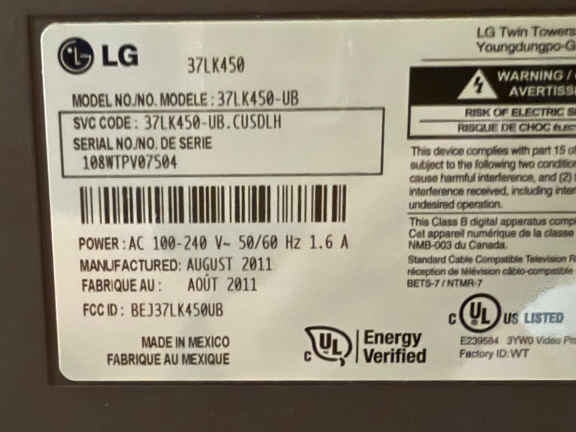 LG
37LK450
MODEL NO./NO. MODELE : 37LK450-UB
SVC CODE : 37LK450-UB.CUSDLH
SERIAL NO./NO. DE SERIE
108WTPV07504
POWER : AC 100-240 V~ 50/60 Hz 1.6 A
MANUFACTURED: AUGUST 2011
FABRIQUE AU : AOÛT 2011
FCC ID : BEJ37LK450UB
MADE IN MEXICO
FABRIQUE AU MEXIQUE
C UL Energy
Verified
LG Twin Towers
Youngdungpo-G
WARNING /
AVERTISS
RISK OF ELECTRIC S
RISQUE DE CHOC ÉLEC
This device complies with part 15 of
subject to the following two condition
cause harmful interference, and (2)
interference received, including inter
undesired operation.
This Class B digital apparatus comp
Cet appareil numérique de la classe
NMB-003 du Canada.
Standard Cable Compatible Television R
réception de télévision câblo-compatible
BETS-7 / NTMR-7
C UL US LISTED
E239584 3YW0 Video Pr
Factory ID: WT